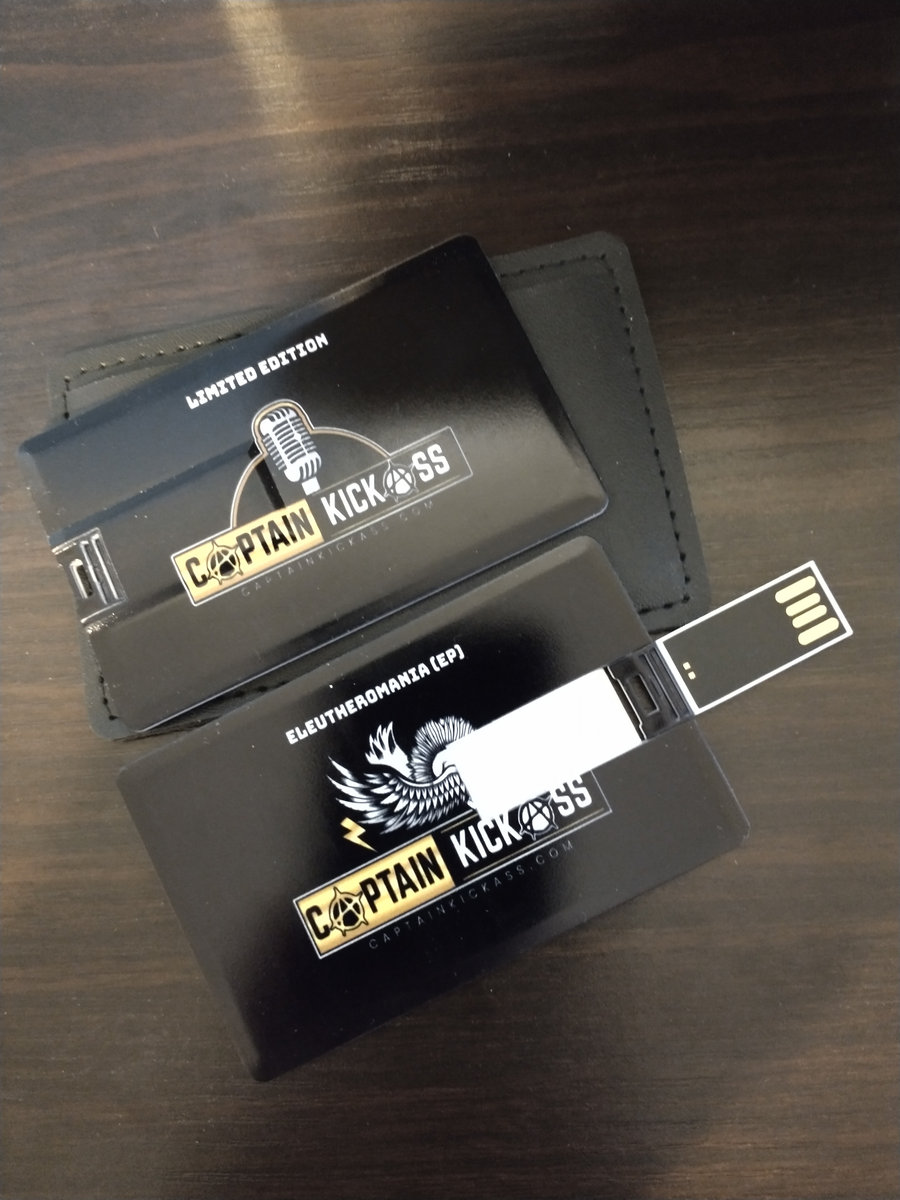 LIMITED EDITION
CAPTAIN KICKASS
CAPTAINKICKASS.COM
ELEUTHEROMANIA (EP)
CAPTAIN KICKASS
CAPTAINKICKASS.COM